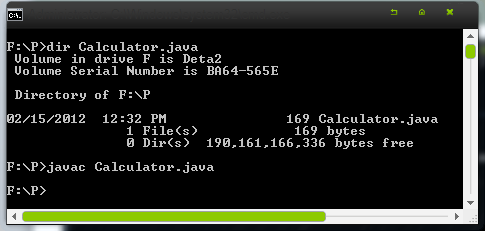 C:\.
F:\P>dir Calculator.java
 Volume in drive F is Deta2
 Volume Serial Number is BA64-565E

 Directory of F:\P

02/15/2012  12:32 PM               169 Calculator.java
               1 File(s)            169 bytes
               0 Dir(s)  190,161,166,336 bytes free

F:\P>javac Calculator.java

F:\P>